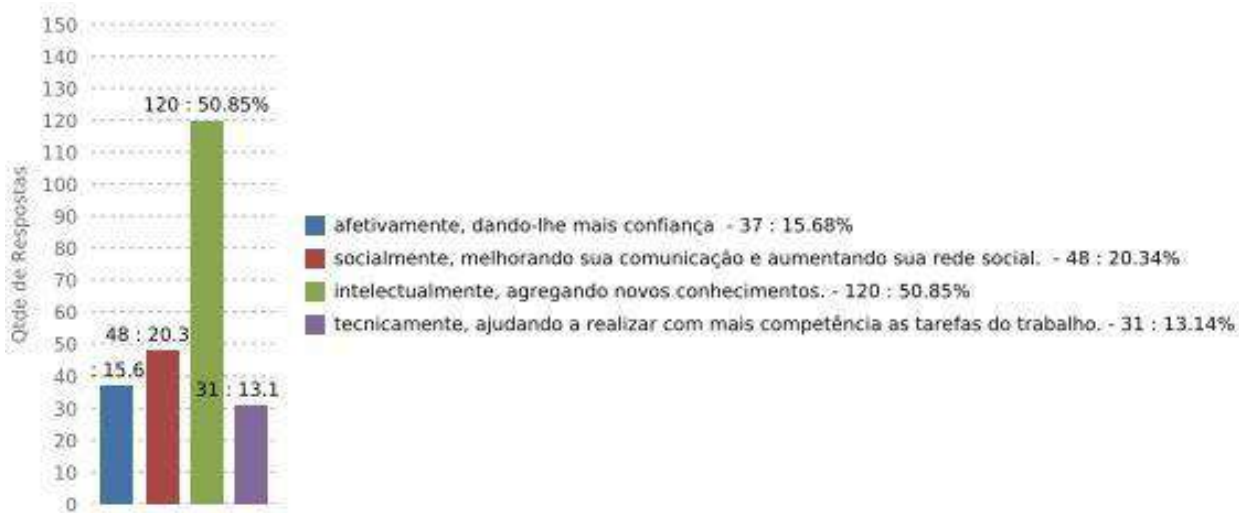 150
140
130
120 : 50.85%
120
110
100
90
80
70
60
48 : 20.3
50
: 15.6
40
31 : 13.1
30
20
10
0
Qtde de Respostas
afetivamente, dando-lhe mais confiança - 37 : 15.68%
socialmente, melhorando sua comunicação e aumentando sua rede social. - 48 : 20.34%
intelectualmente, agregando novos conhecimentos. - 120 : 50.85%
tecnicamente, ajudando a realizar com mais competência as tarefas do trabalho. - 31 : 13.14%